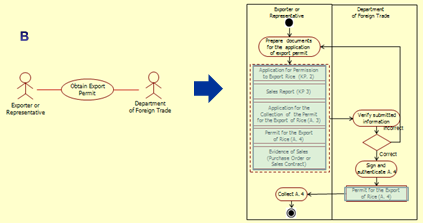 B
Exporter or
Representative
Obtain Export
Permit
Department
of Foreign Trade
Exporter or
Representative
Department
of Foreign Trade
Prepare documents
for the application
of export permit
Application for Permission
to Export Rice (KP. 2)
Sales Report (KP 3)
Application for the
Collection of the Permit
for the Export of Rice (A. 3)
Permit for the Export
of Rice (A. 4)
Evidence of Sales
(Purchase Order or
Sales Contract)
Verify submitted
information
Incorrect
Correct
Sign and
authenticate A. 4
Permit for the Export
of Rice (A. 4)
Collect A. 4